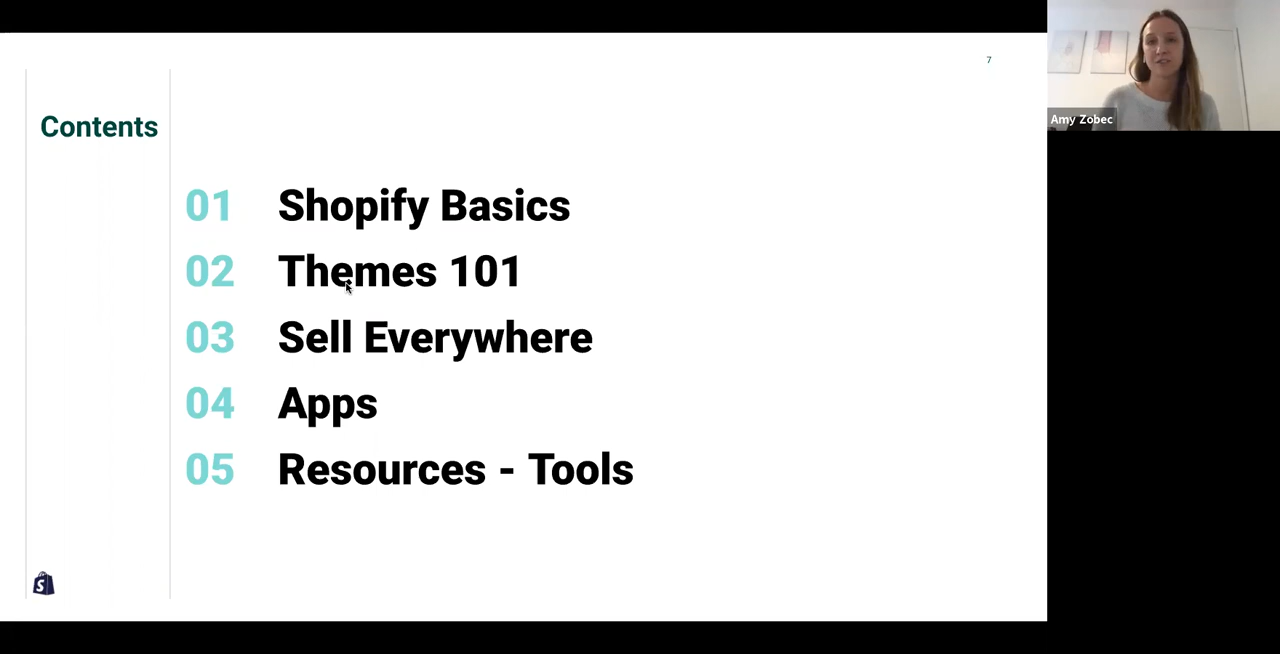 7
Contents
01 Shopify Basics
02 Themes 101
03 Sell Everywhere
04 Apps
05 Resources - Tools
S
Amy Zobec